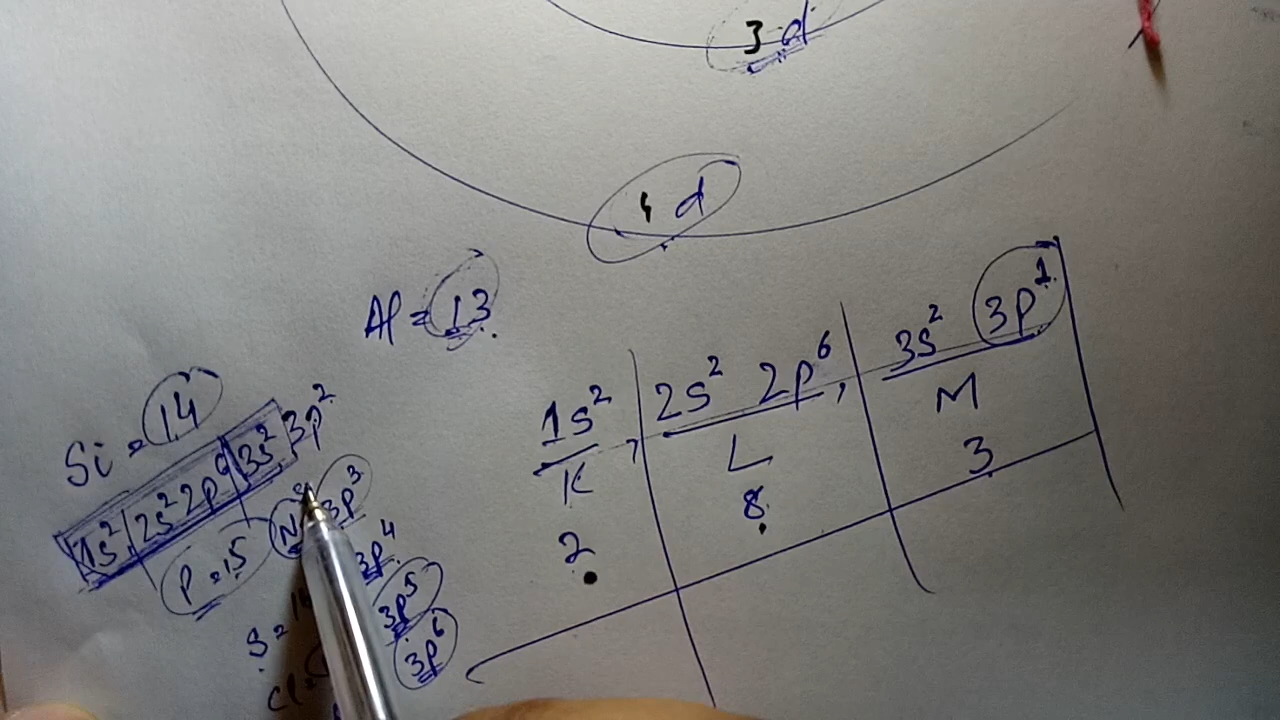 3d
4d
Al = 13
1s² , 2s² 2p⁶ , 3s² 3p¹
K L M
2 8 3
Si = 14
1s² 2s² 2p⁶ 3s² 3p²
P = 15 3p³
3p⁴
S = 3p⁵
Cl = 3p⁶